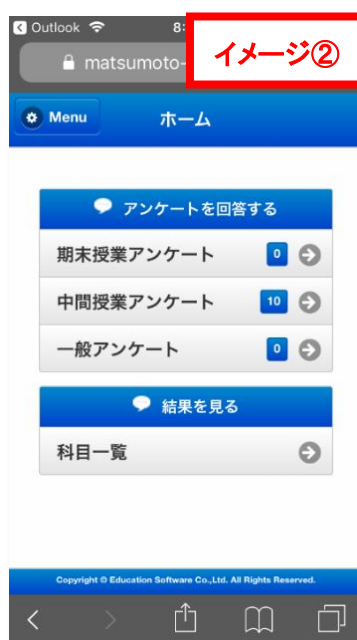 Outlook
8:
イメージ②
matsumoto-
Menu
ホーム
アンケートを回答する
期末授業アンケート 0
中間授業アンケート 10
一般アンケート 0
結果を見る
科目一覧
Copyright © Education Software Co.,Ltd. All Rights Reserved.